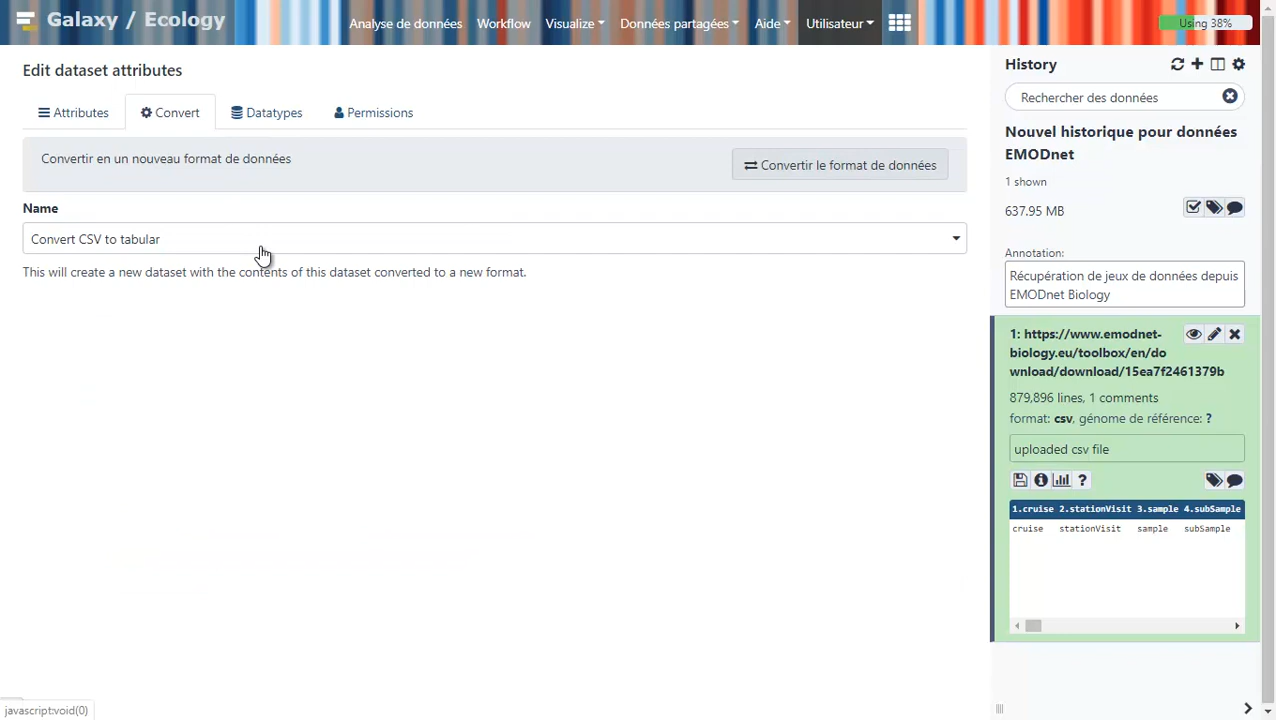 Galaxy / Ecology
Analyse de données
Workflow
Visualize
Données partagées
Aide
Utilisateur
Using 38%
Edit dataset attributes
Attributes
Convert
Datatypes
Permissions
Convertir en un nouveau format de données
Convertir le format de données
Name
Convert CSV to tabular
This will create a new dataset with the contents of this dataset converted to a new format.
History
Rechercher des données
Nouvel historique pour données
EMODnet
1 shown
637.95 MB
Annotation:
Récupération de jeux de données depuis
EMODnet Biology
1: https://www.emodnet-
biology.eu/toolbox/en/do
wnload/download/15ea7f2461379b
879,896 lines, 1 comments
format: csv, génome de référence: ?
uploaded csv file
1.cruise 2.stationVisit 3.sample 4.subSample
cruise stationVisit sample subSample
javascript:void(0)